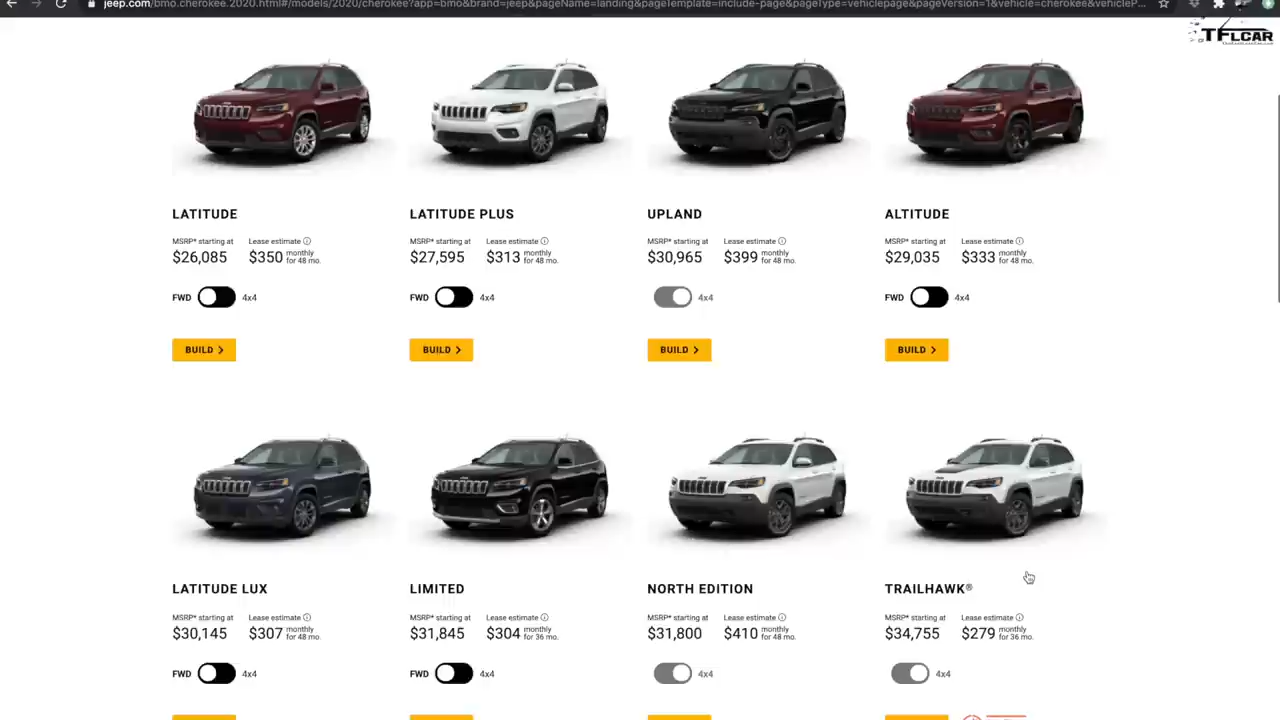 jeep.com/bmo.cherokee.2020.html#/models/2020/cherokee?app=bmo&brand=jeep&pageName=landing&pageTemplate=include-page&pageType=vehiclepage&pageVersion=1&vehicle=cherokee&vehicleP...
TFLCAR
LATITUDE
MSRP* starting at Lease estimate
$26,085 $350 monthly for 48 mo.
FWD 4x4
BUILD >
LATITUDE PLUS
MSRP* starting at Lease estimate
$27,595 $313 monthly for 48 mo.
FWD 4x4
BUILD >
UPLAND
MSRP* starting at Lease estimate
$30,965 $399 monthly for 48 mo.
4x4
BUILD >
ALTITUDE
MSRP* starting at Lease estimate
$29,035 $333 monthly for 48 mo.
FWD 4x4
BUILD >
LATITUDE LUX
MSRP* starting at Lease estimate
$30,145 $307 monthly for 48 mo.
FWD 4x4
LIMITED
MSRP* starting at Lease estimate
$31,845 $304 monthly for 36 mo.
FWD 4x4
NORTH EDITION
MSRP* starting at Lease estimate
$31,800 $410 monthly for 48 mo.
4x4
TRAILHAWK®
MSRP* starting at Lease estimate
$34,755 $279 monthly for 36 mo.
4x4